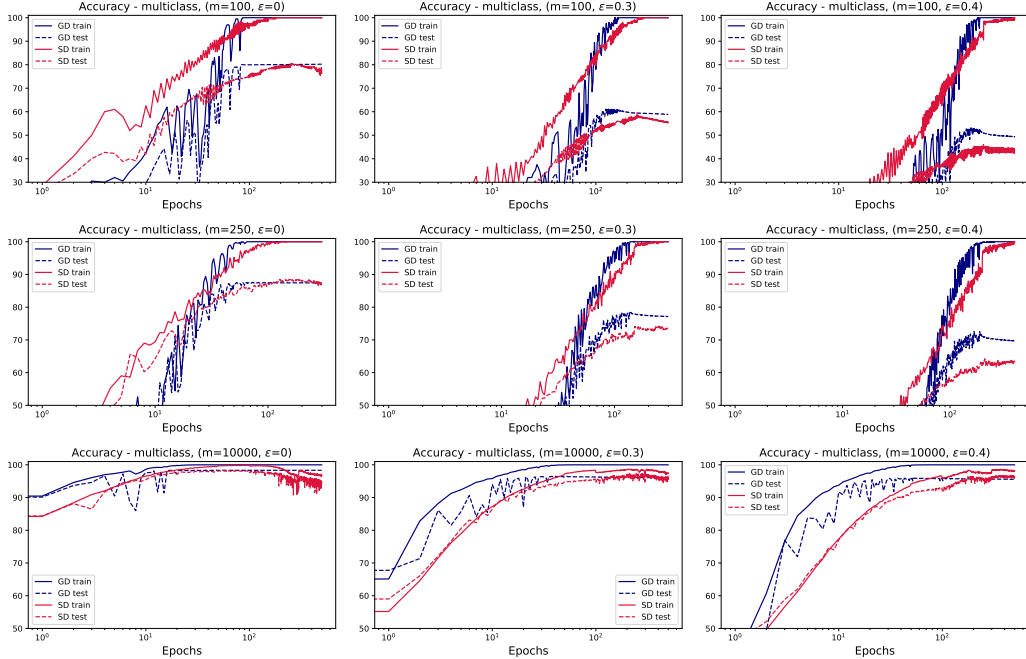 Accuracy - multiclass, (m=100, ε=0)
100
90
80
70
60
50
40
30
GD train
GD test
SD train
SD test
10⁰
10¹
10²
Epochs
Accuracy - multiclass, (m=100, ε=0.3)
100
90
80
70
60
50
40
30
GD train
GD test
SD train
SD test
10⁰
10¹
10²
Epochs
Accuracy - multiclass, (m=100, ε=0.4)
100
90
80
70
60
50
40
30
GD train
GD test
SD train
SD test
10⁰
10¹
10²
Epochs
Accuracy - multiclass, (m=250, ε=0)
100
90
80
70
60
50
GD train
GD test
SD train
SD test
10⁰
10¹
10²
Epochs
Accuracy - multiclass, (m=250, ε=0.3)
100
90
80
70
60
50
GD train
GD test
SD train
SD test
10⁰
10¹
10²
Epochs
Accuracy - multiclass, (m=250, ε=0.4)
100
90
80
70
60
50
GD train
GD test
SD train
SD test
10⁰
10¹
10²
Epochs
Accuracy - multiclass, (m=10000, ε=0)
100
90
80
70
60
50
GD train
GD test
SD train
SD test
10⁰
10¹
10²
Epochs
Accuracy - multiclass, (m=10000, ε=0.3)
100
90
80
70
60
50
GD train
GD test
SD train
SD test
10⁰
10¹
10²
Epochs
Accuracy - multiclass, (m=10000, ε=0.4)
100
90
80
70
60
50
GD train
GD test
SD train
SD test
10⁰
10¹
10²
Epochs